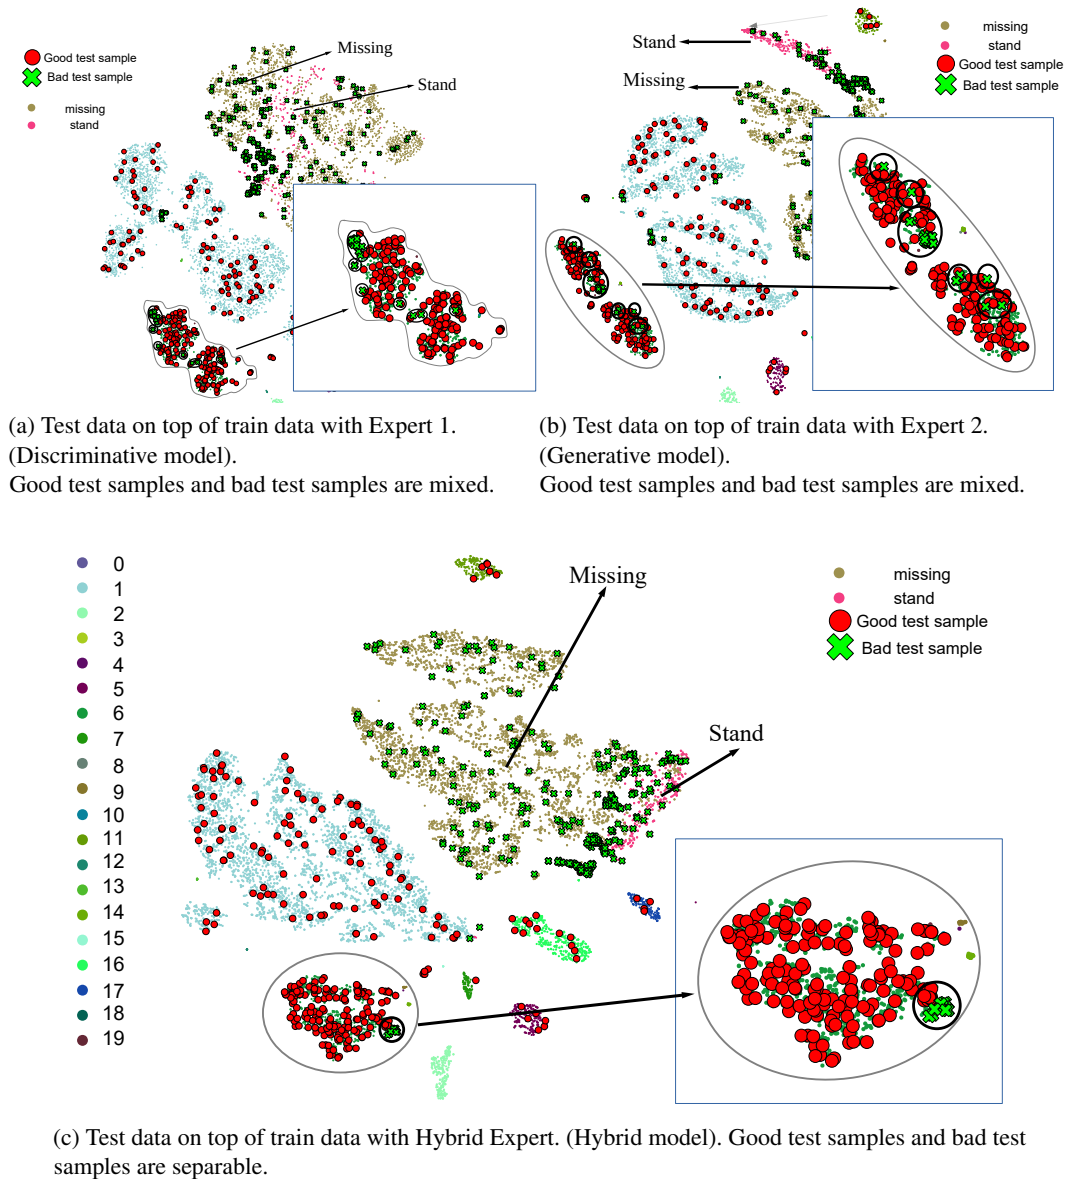 Good test sample
Bad test sample
missing
stand
Missing
Stand
Stand
Missing
missing
stand
Good test sample
Bad test sample
(a) Test data on top of train data with Expert 1.
(Discriminative model).
Good test samples and bad test samples are mixed.
(b) Test data on top of train data with Expert 2.
(Generative model).
Good test samples and bad test samples are mixed.
0
1
2
3
4
5
6
7
8
9
10
11
12
13
14
15
16
17
18
19
Missing
Stand
missing
stand
Good test sample
Bad test sample
(c) Test data on top of train data with Hybrid Expert. (Hybrid model). Good test samples and bad test
samples are separable.